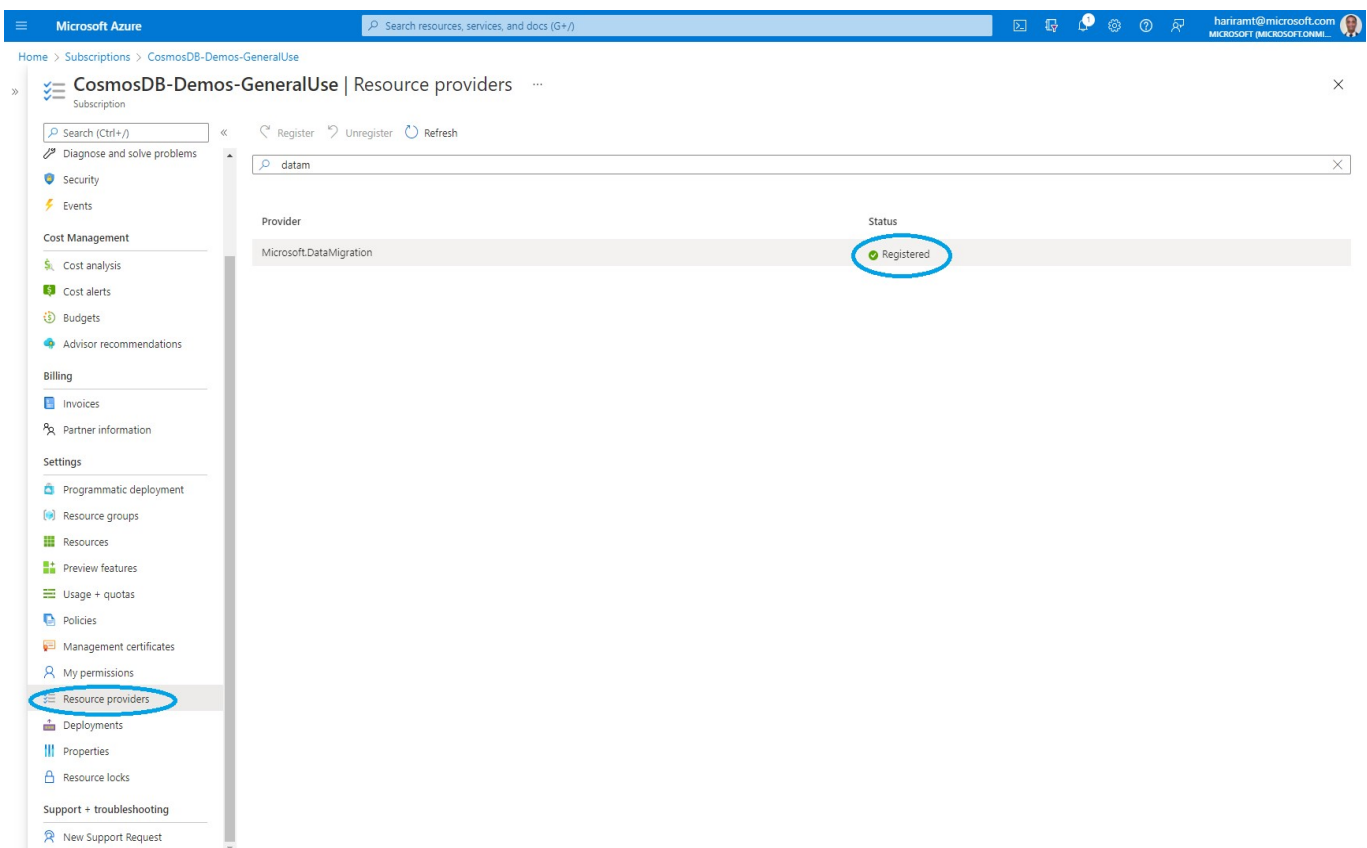 Microsoft Azure
Search resources, services, and docs (G+/)
1
hariramt@microsoft.com
MICROSOFT (MICROSOFT.ONMI...
Home > Subscriptions > CosmosDB-Demos-GeneralUse
CosmosDB-Demos-GeneralUse | Resource providers ...
Subscription
Search (Ctrl+/)
Diagnose and solve problems
Security
Events
Cost Management
Cost analysis
Cost alerts
Budgets
Advisor recommendations
Billing
Invoices
Partner information
Settings
Programmatic deployment
Resource groups
Resources
Preview features
Usage + quotas
Policies
Management certificates
My permissions
Resource providers
Deployments
Properties
Resource locks
Support + troubleshooting
New Support Request
Register Unregister Refresh
datam
Provider Status
Microsoft.DataMigration Registered